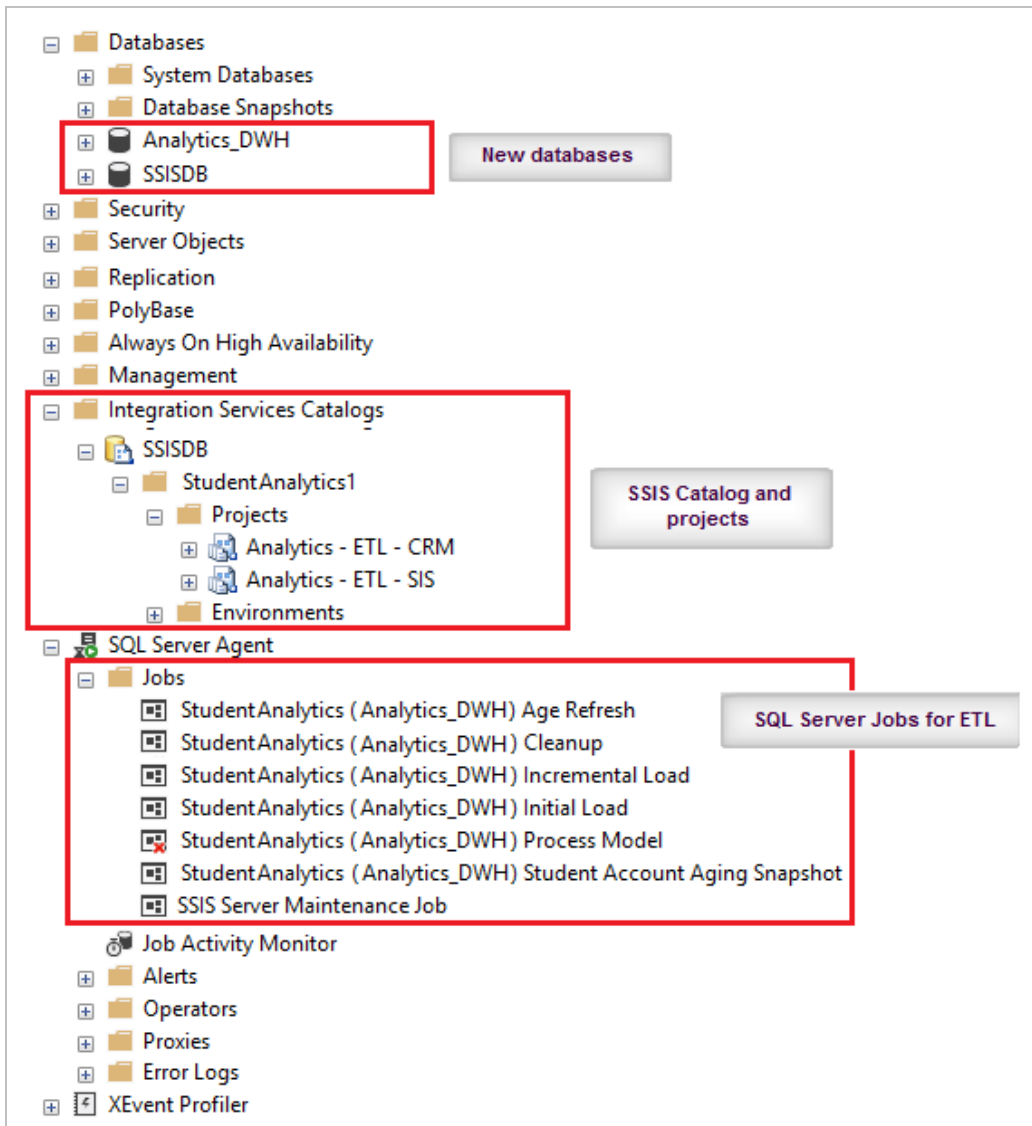 Databases
System Databases
Database Snapshots
Analytics_DWH
SSISDB
New databases
Security
Server Objects
Replication
PolyBase
Always On High Availability
Management
Integration Services Catalogs
SSISDB
StudentAnalytics1
Projects
Analytics - ETL - CRM
Analytics - ETL - SIS
Environments
SSIS Catalog and
projects
SQL Server Agent
Jobs
StudentAnalytics (Analytics_DWH) Age Refresh
StudentAnalytics (Analytics_DWH) Cleanup
StudentAnalytics (Analytics_DWH) Incremental Load
StudentAnalytics (Analytics_DWH) Initial Load
StudentAnalytics (Analytics_DWH) Process Model
StudentAnalytics (Analytics_DWH) Student Account Aging Snapshot
SSIS Server Maintenance Job
SQL Server Jobs for ETL
Job Activity Monitor
Alerts
Operators
Proxies
Error Logs
XEvent Profiler